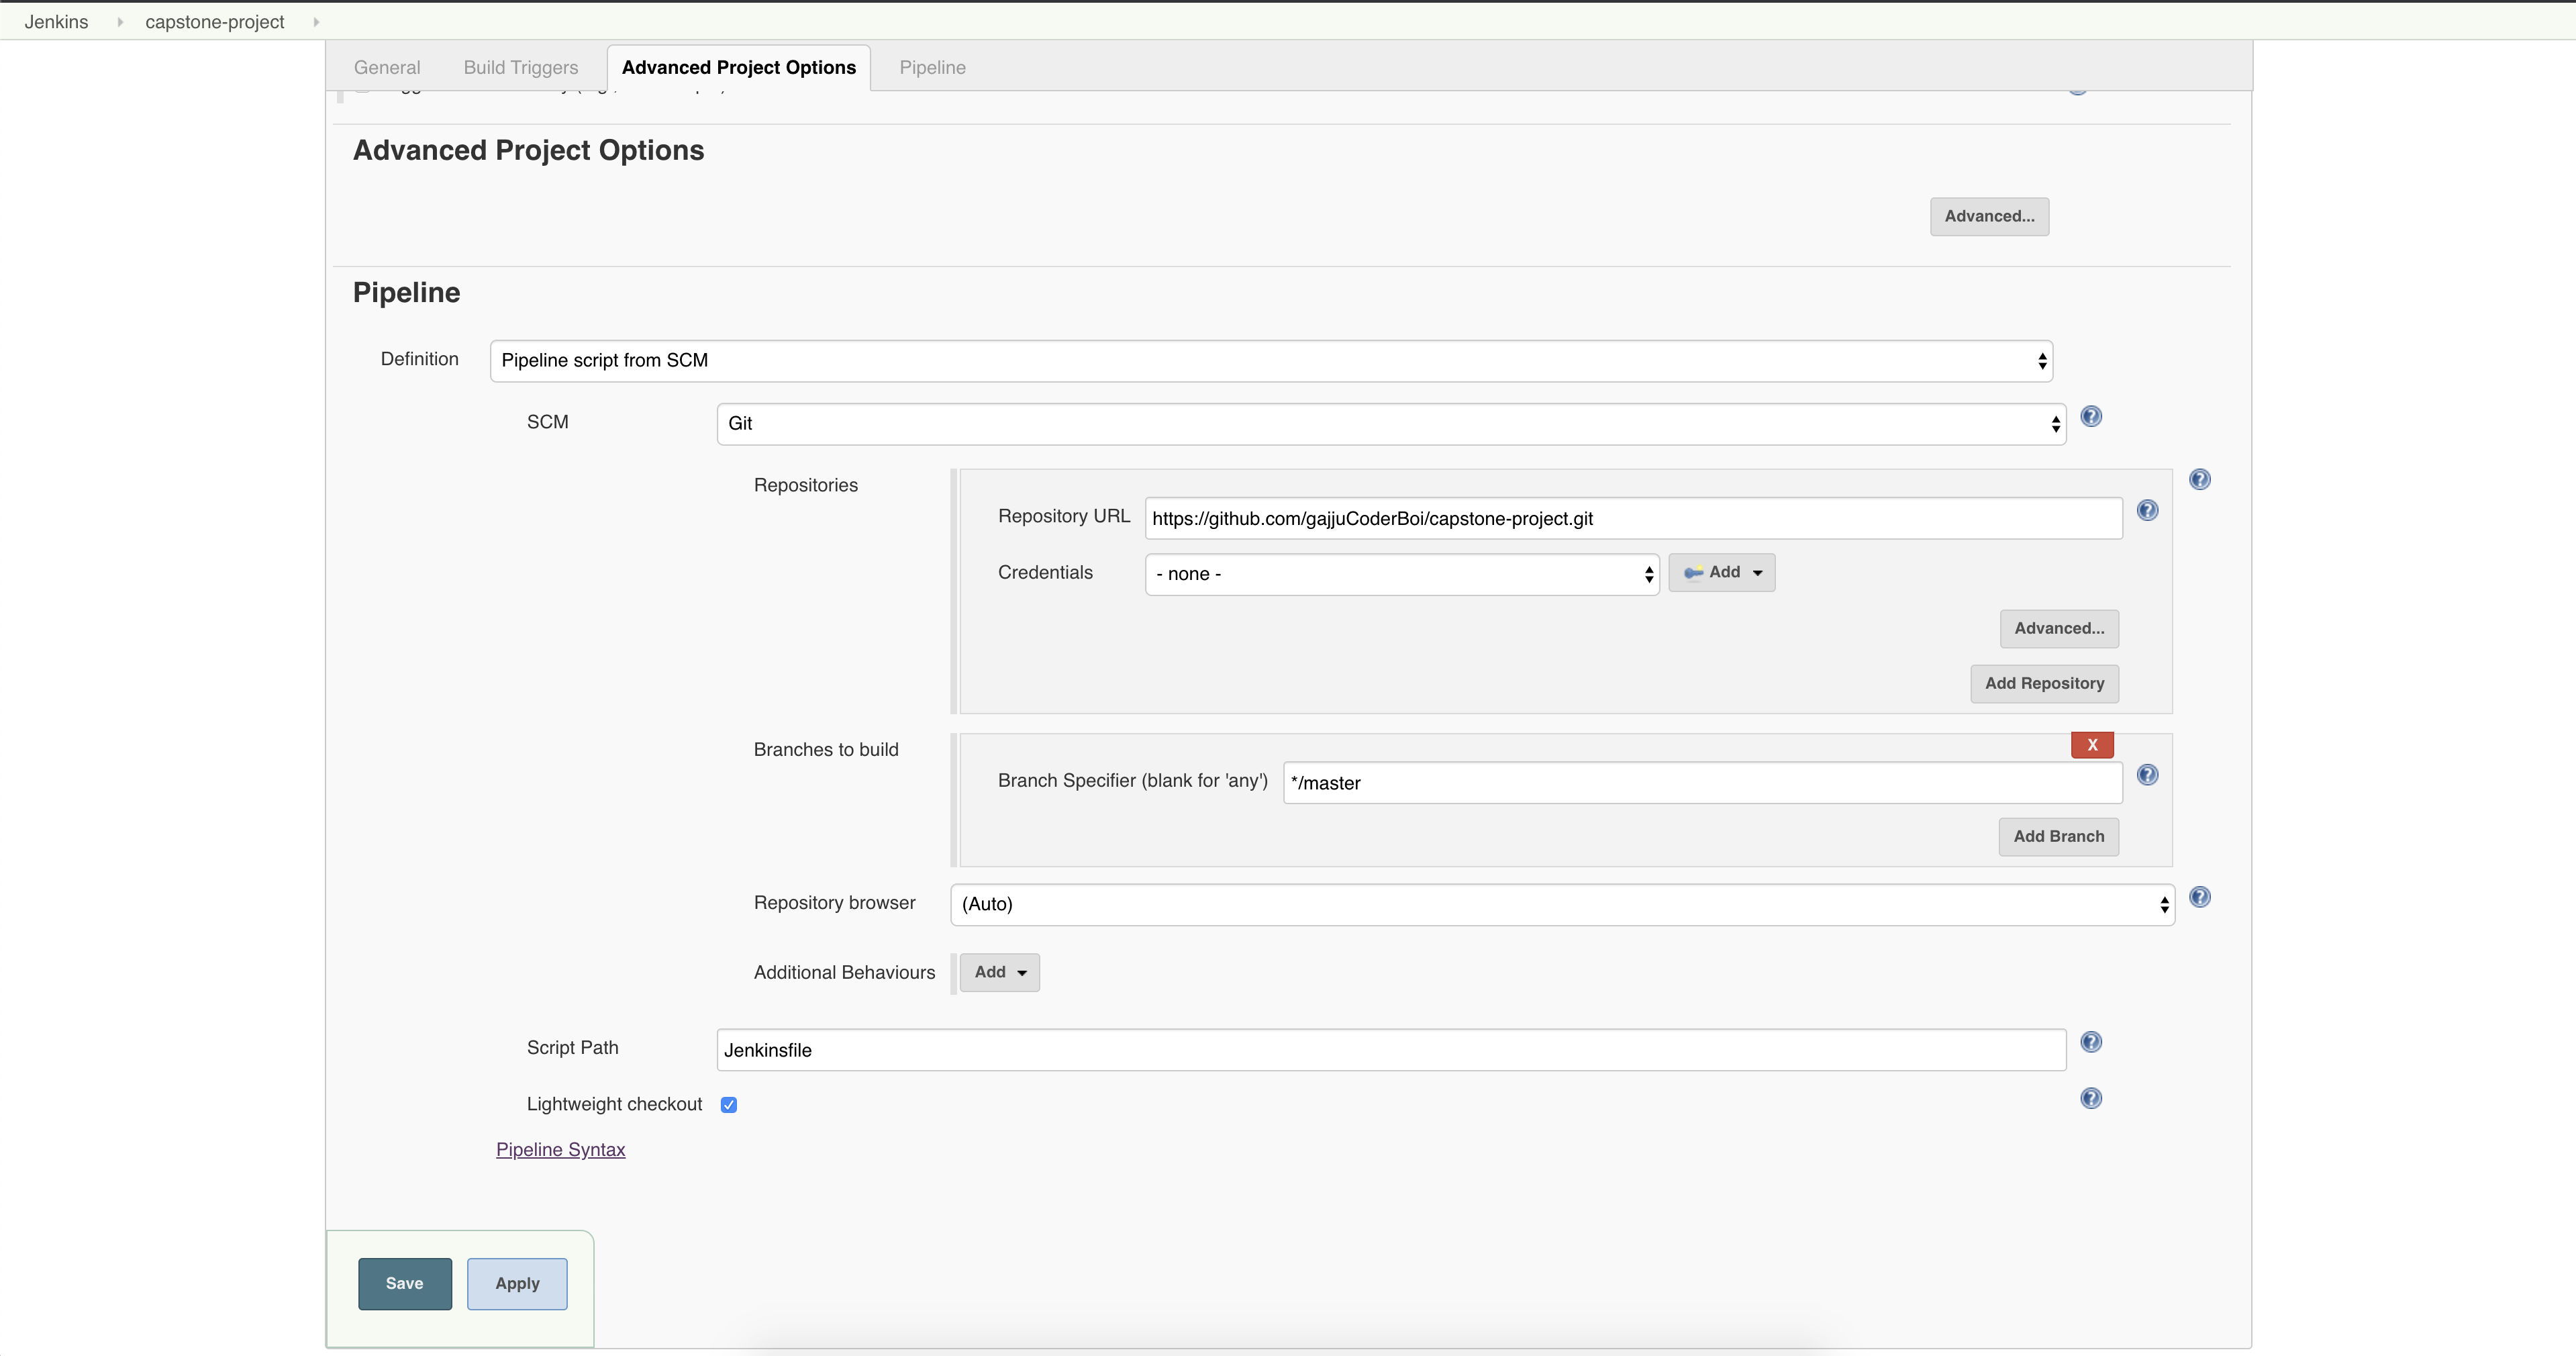 Jenkins capstone-project
General Build Triggers Advanced Project Options Pipeline
Advanced Project Options
Advanced...
Pipeline
Definition Pipeline script from SCM
SCM Git
Repositories
Repository URL https://github.com/gajjuCoderBoi/capstone-project.git
Credentials - none - Add
Advanced...
Add Repository
Branches to build X
Branch Specifier (blank for 'any') */master
Add Branch
Repository browser (Auto)
Additional Behaviours Add
Script Path Jenkinsfile
Lightweight checkout
Pipeline Syntax
Save Apply